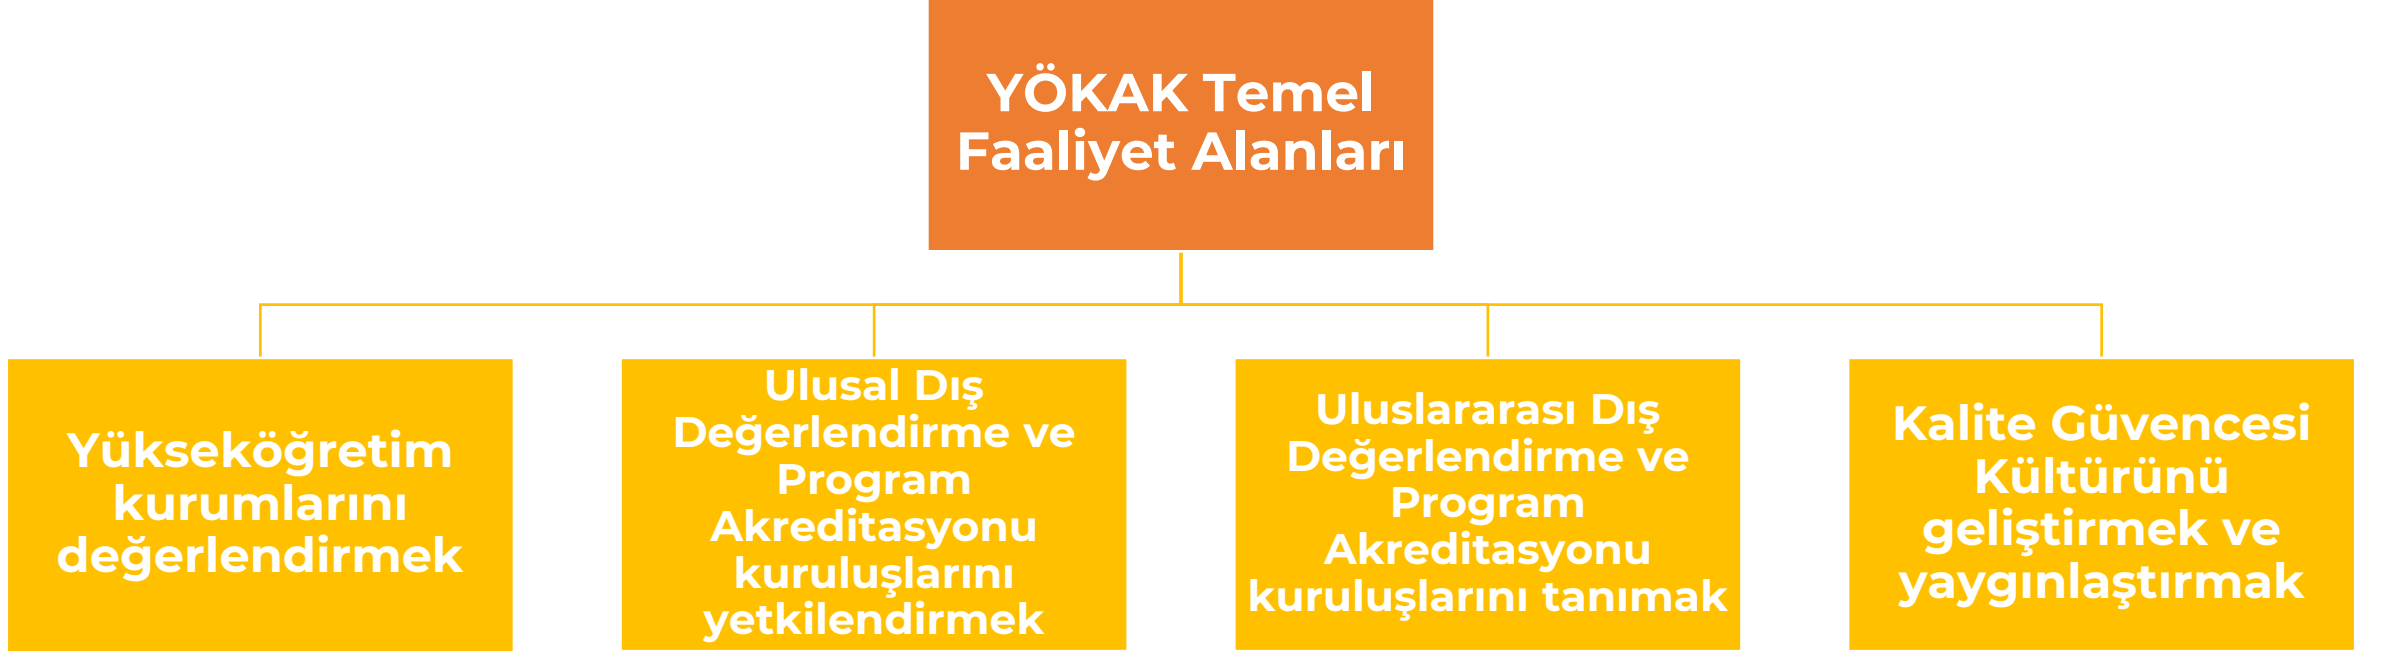 YÖKAK Temel
Faaliyet Alanları
Yükseköğretim
kurumlarını
değerlendirmek
Ulusal Dış
Değerlendirme ve
Program
Akreditasyonu
kuruluşlarını
yetkilendirmek
Uluslararası Dış
Değerlendirme ve
Program
Akreditasyonu
kuruluşlarını tanımak
Kalite Güvencesi
Kültürünü
geliştirmek ve
yaygınlaştırmak